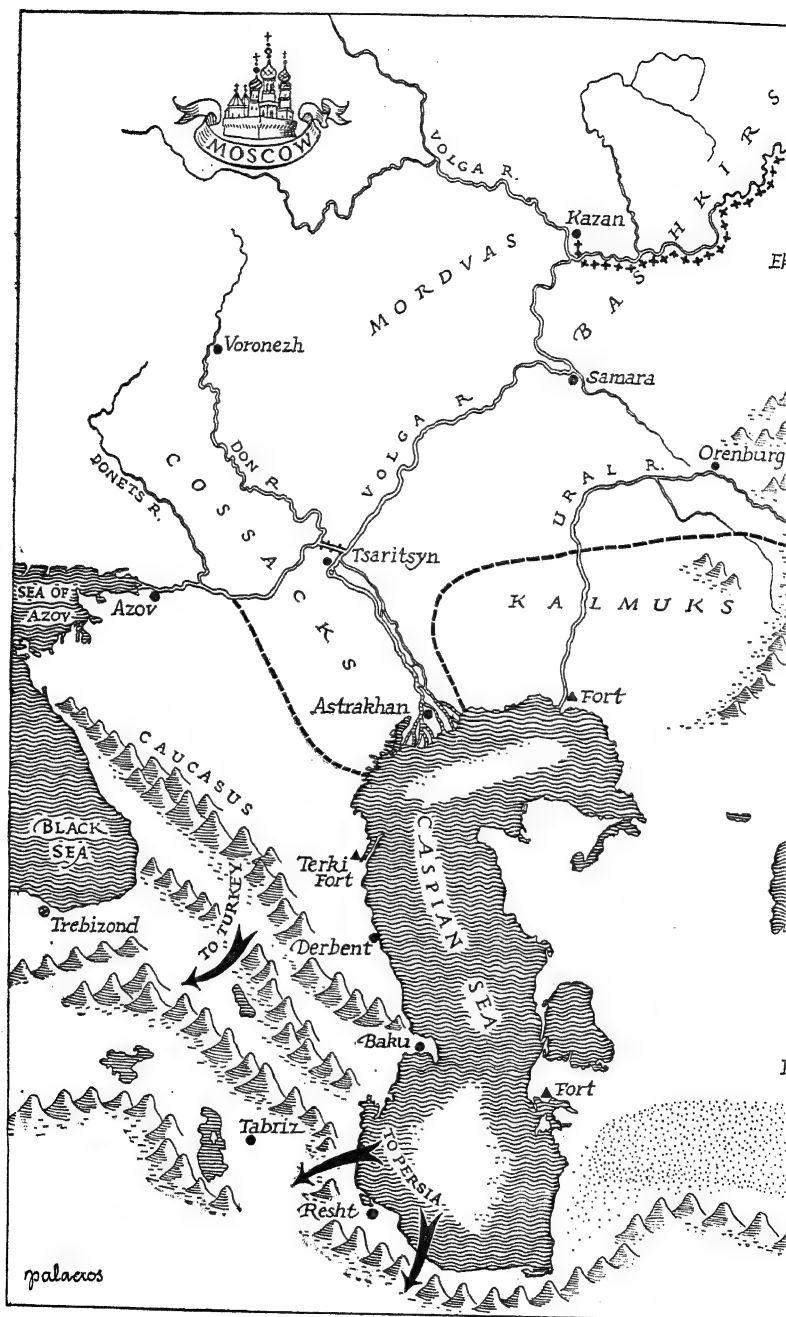 MOSCOW
VOLGA R.
BASHKIRS
Kazan
MORDVAS
Voronezh
Samara
VOLGA R.
DON R.
Orenburg
COSSACKS
DONETS R.
URAL R.
Tsaritsyn
KALMUKS
SEA OF
AZOV
Azov
Fort
Astrakhan
CAUCASUS
BLACK
SEA
CASPIAN
SEA
Terki
Fort
TO TURKEY
Trebizond
Derbent
Baku
Fort
Tabriz
TO PERSIA
Resht
palacios